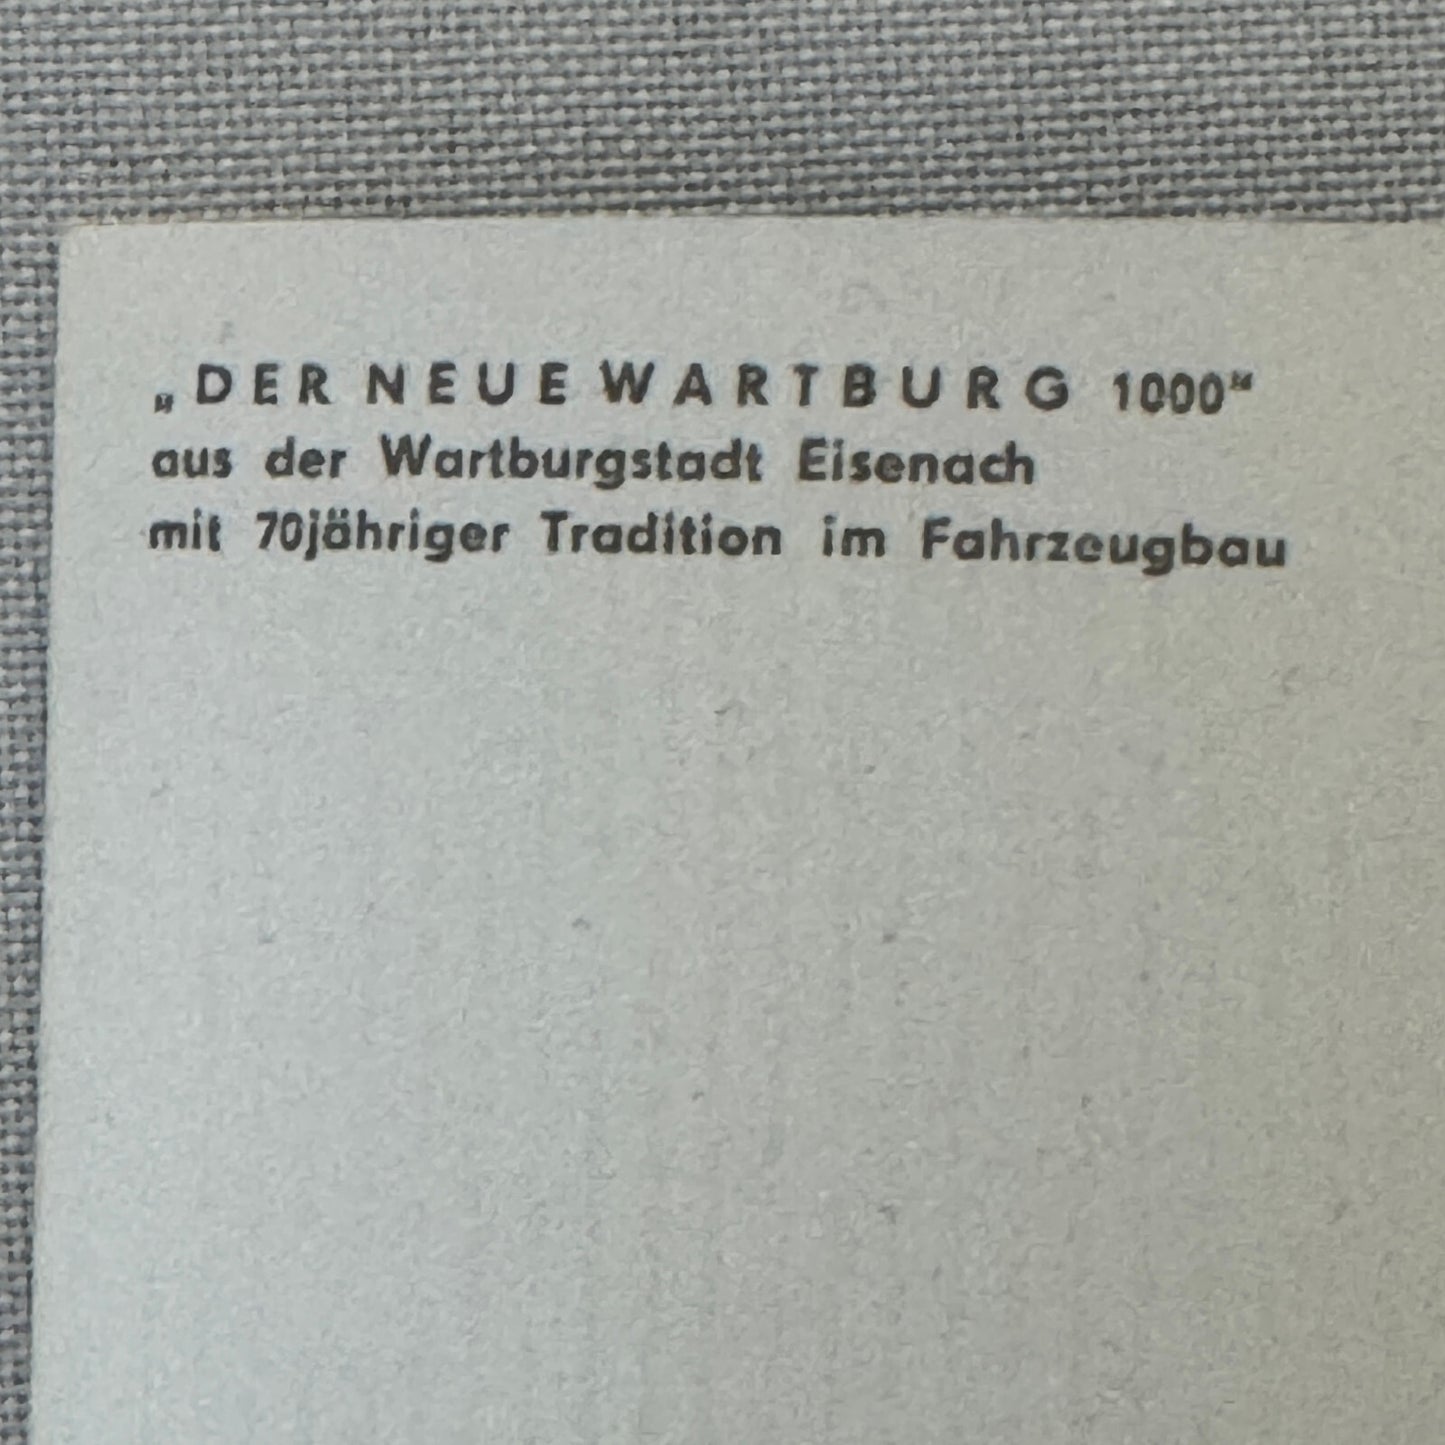 „DER NEUE WARTBURG 1000“
aus der Wartburgstadt Eisenach
mit 70jähriger Tradition im Fahrzeugbau